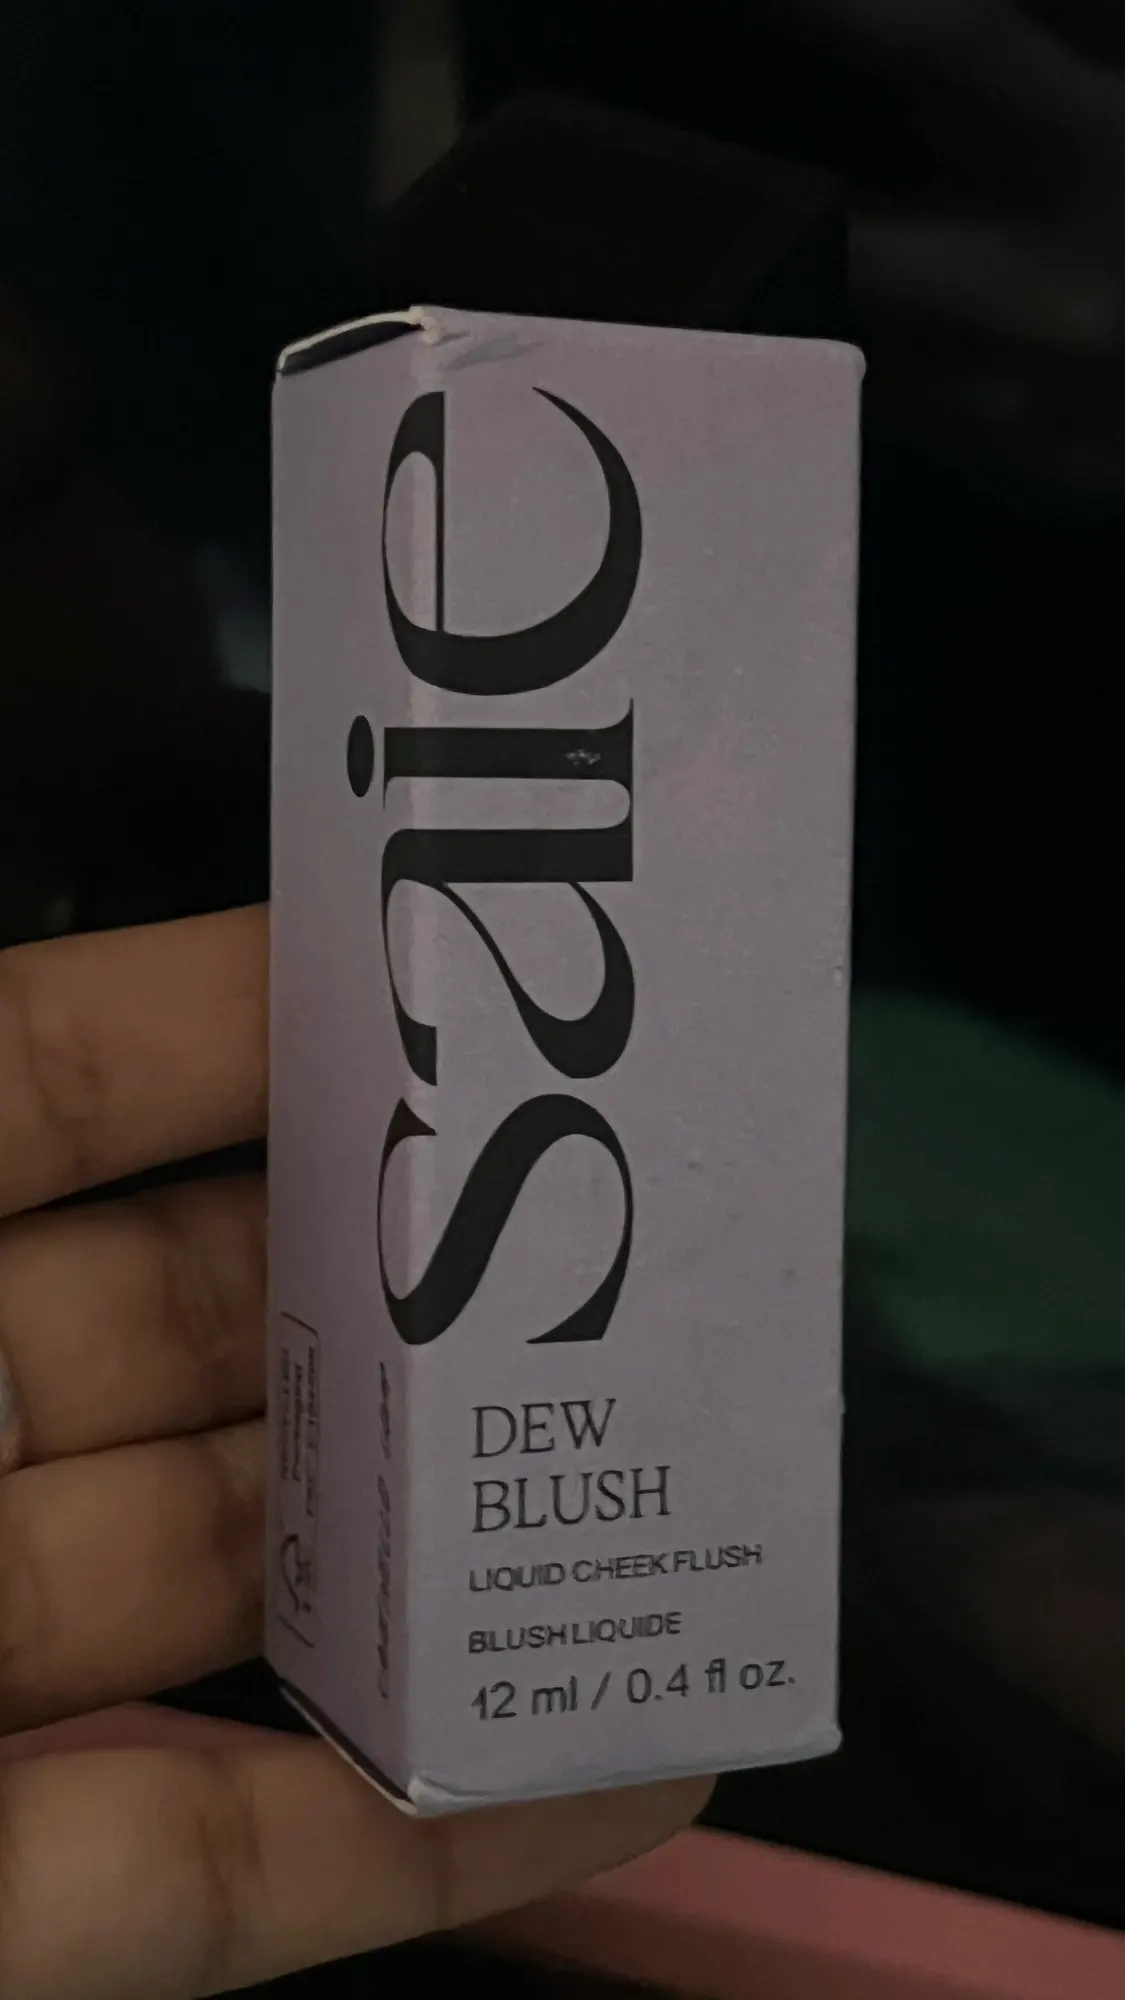 saie
DEW
BLUSH
LIQUID CHEEK FLUSH
BLUSH LIQUIDE
12 ml / 0.4 fl oz.